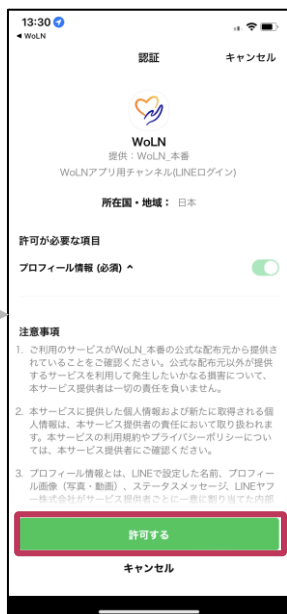 13:30
◀ WoLN
認証
キャンセル
WoLN
提供：WoLN_本番
WoLNアプリ用チャンネル(LINEログイン)
所在国・地域： 日本
許可が必要な項目
プロフィール情報 (必須)
注意事項
1. ご利用のサービスがWoLN_本番の公式な配布元から提供さ
れていることをご確認ください。公式な配布元以外が提供
するサービスを利用して発生したいかなる損害について、
本サービス提供者は一切の責任を負いません。
2. 本サービスに提供した個人情報および新たに取得される個
人情報は、本サービス提供者の責任において取り扱われま
す。本サービスの利用規約やプライバシーポリシーについ
ては、本サービス提供者にご確認ください。
3. プロフィール情報とは、LINEで設定した名前、プロフィー
ル画像（写真・動画）、ステータスメッセージ、LINEヤフ
ー株式会社がサービス提供者ごとに一意に割り当てた内部
許可する
キャンセル